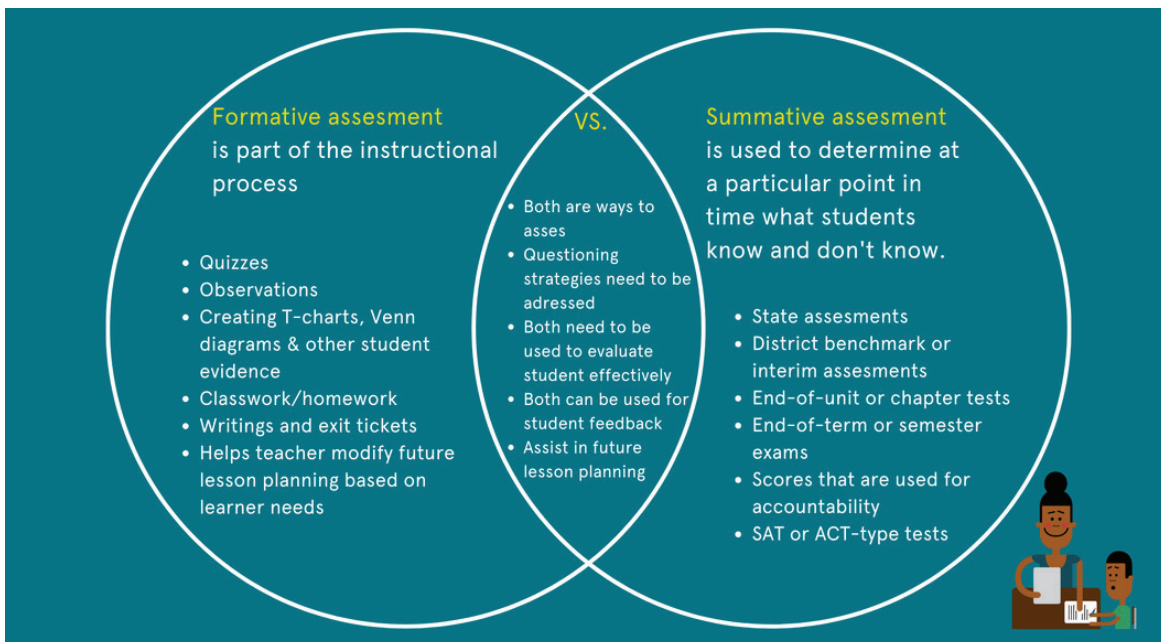 Formative assesment
is part of the instructional
process
• Quizzes
• Observations
• Creating T-charts, Venn
diagrams & other student
evidence
• Classwork/homework
• Writings and exit tickets
• Helps teacher modify future
lesson planning based on
learner needs
VS.
• Both are ways to
asses
• Questioning
strategies need to be
adressed
• Both need to be
used to evaluate
student effectively
• Both can be used for
student feedback
• Assist in future
lesson planning
Summative assesment
is used to determine at
a particular point in
time what students
know and don't know.
• State assesments
• District benchmark or
interim assesments
• End-of-unit or chapter tests
• End-of-term or semester
exams
• Scores that are used for
accountability
• SAT or ACT-type tests